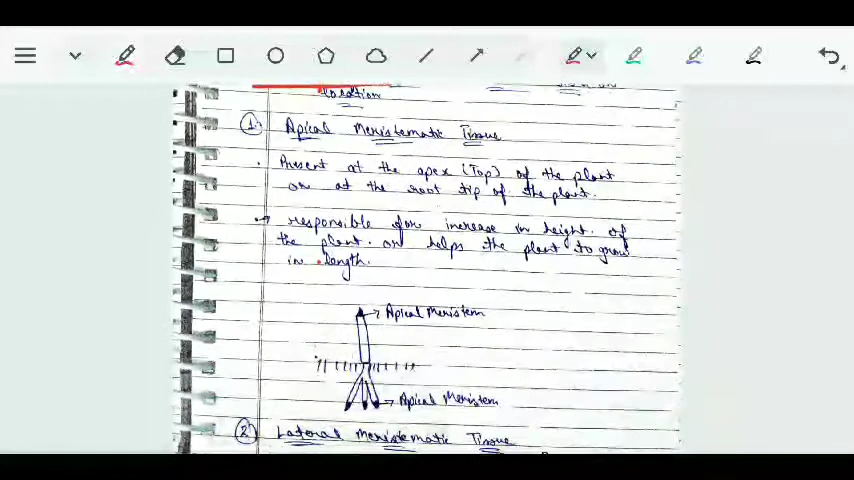 location
① Apical Meristematic Tissue
· Present at the apex (Top) of the plant
or at the root tip of the plant.
→ responsible for increase in height. of
the plant. or helps the plant to grow
in length.
→ Apical Meristem
→ Apical Meristem
② Lateral Meristematic Tissue